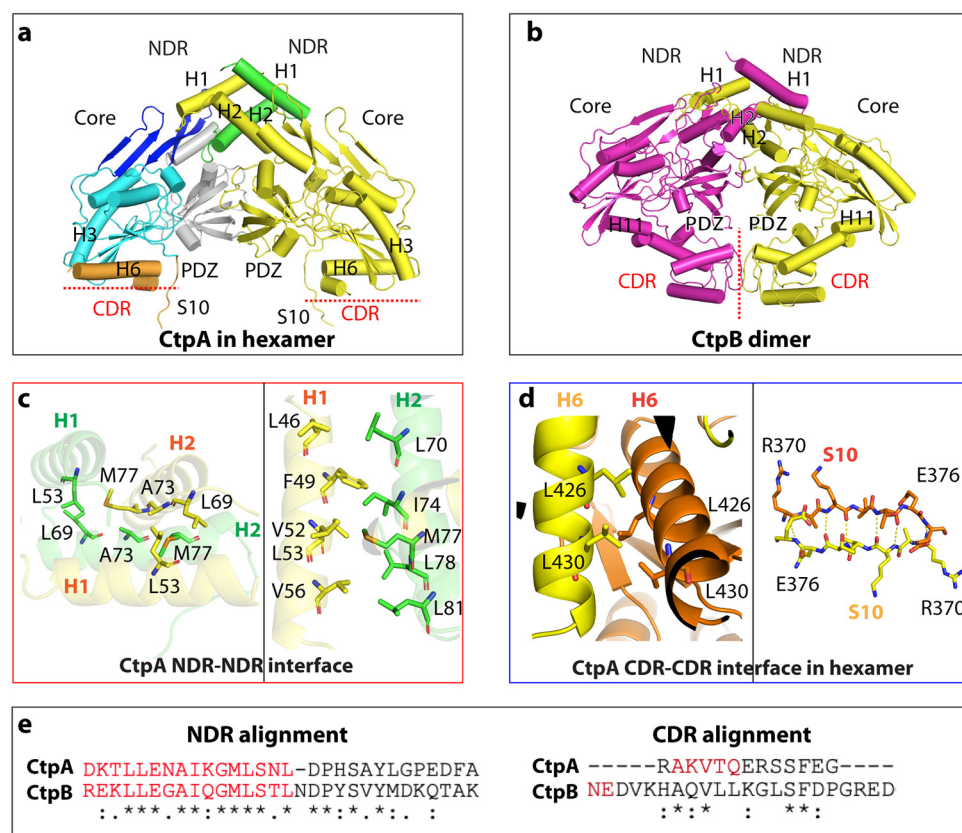 a
NDR NDR
H1 H1
H2 H2
Core Core
H3 H3
H6 PDZ PDZ H6
CDR S10 S10 CDR
CtpA in hexamer
b
NDR NDR
H1 H1
H2
H2
Core Core
H11 PDZ PDZ H11
CDR CDR
CtpB dimer
c
H1
H2
L53 M77 A73 L69
L69
H2
A73 M77
H1 L53
H1 H2
L46
L70
F49
I74
V52
M77
L53
L78
V56
L81
CtpA NDR-NDR interface
d
H6 H6
L426
L426
L430
L430
R370
S10
E376
E376
S10
R370
CtpA CDR-CDR interface in hexamer
e
NDR alignment
CtpA DKTLLENAIKGMLSNL-DPHSAYLGPEDFA
CtpB REKLLEGAIQGMLSTLNDPYSVYMDKQTAK
:.***.**:****.* **:*.*:. :
CDR alignment
CtpA -----RAKVTQERSSFEG----
CtpB NEDVKHAQVLLKGLSFDPGRED
:*:* : **: